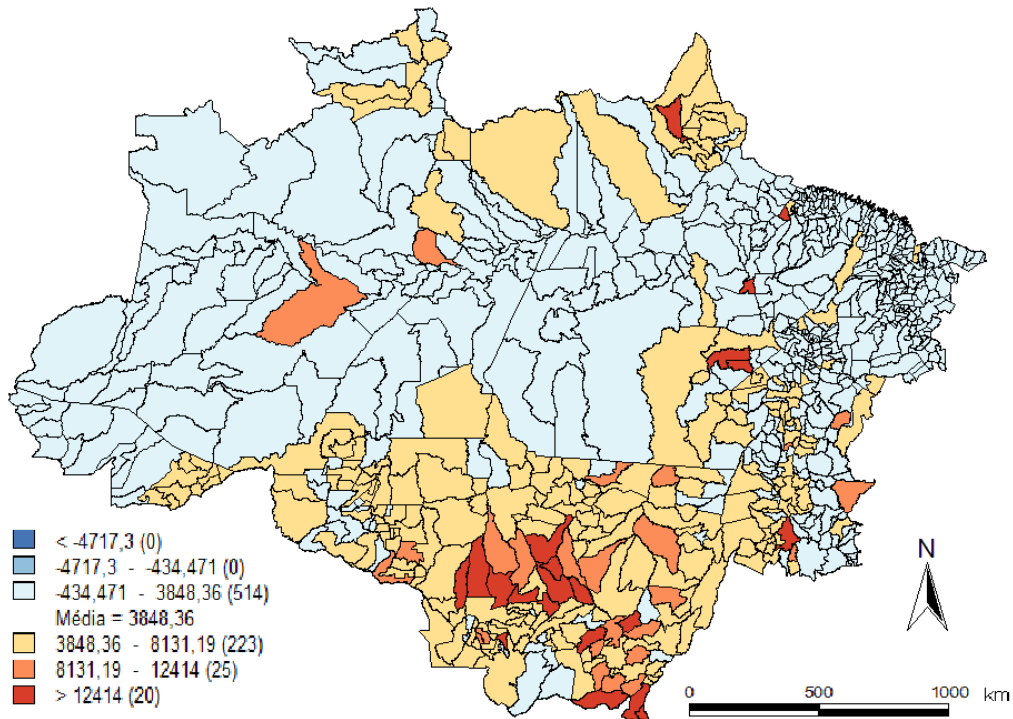 < -4717,3 (0)
-4717,3 - -434,471 (0)
-434,471 - 3848,36 (514)
Média = 3848,36
3848,36 - 8131,19 (223)
8131,19 - 12414 (25)
> 12414 (20)
N
0 500 1000 km